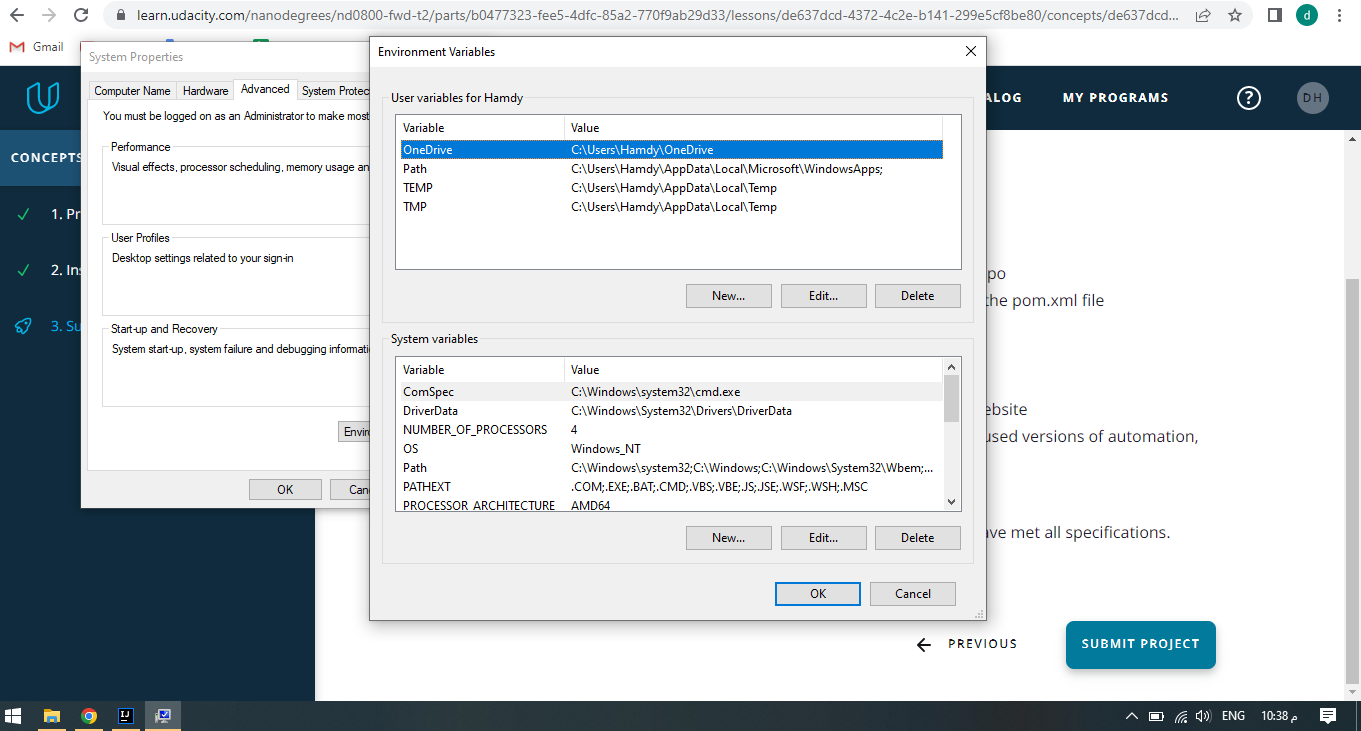 learn.udacity.com/nanodegrees/nd0800-fwd-t2/parts/b0477323-fee5-4dfc-85a2-770f9ab29d33/lessons/de637dcd-4372-4c2e-b141-299e5cf8be80/concepts/de637dcd...
d
Gmail
System Properties
Computer Name Hardware Advanced System Protec
You must be logged on as an Administrator to make most
Performance
Visual effects, processor scheduling, memory usage an
User Profiles
Desktop settings related to your sign-in
Start-up and Recovery
System start-up, system failure and debugging informati
Envir
OK Can
Environment Variables
User variables for Hamdy
Variable Value
OneDrive C:\Users\Hamdy\OneDrive
Path C:\Users\Hamdy\AppData\Local\Microsoft\WindowsApps;
TEMP C:\Users\Hamdy\AppData\Local\Temp
TMP C:\Users\Hamdy\AppData\Local\Temp
New... Edit... Delete
System variables
Variable Value
ComSpec C:\Windows\system32\cmd.exe
DriverData C:\Windows\System32\Drivers\DriverData
NUMBER_OF_PROCESSORS 4
OS Windows_NT
Path C:\Windows\system32;C:\Windows;C:\Windows\System32\Wbem;...
PATHEXT .COM;.EXE;.BAT;.CMD;.VBS;.VBE;.JS;.JSE;.WSF;.WSH;.MSC
PROCESSOR_ARCHITECTURE AMD64
New... Edit... Delete
OK Cancel
ALOG MY PROGRAMS ? DH
CONCEPTS
1. Pr
2. Ins
3. Su
po
the pom.xml file
ebsite
used versions of automation,
ave met all specifications.
PREVIOUS SUBMIT PROJECT
IJ
ENG 10:38 م